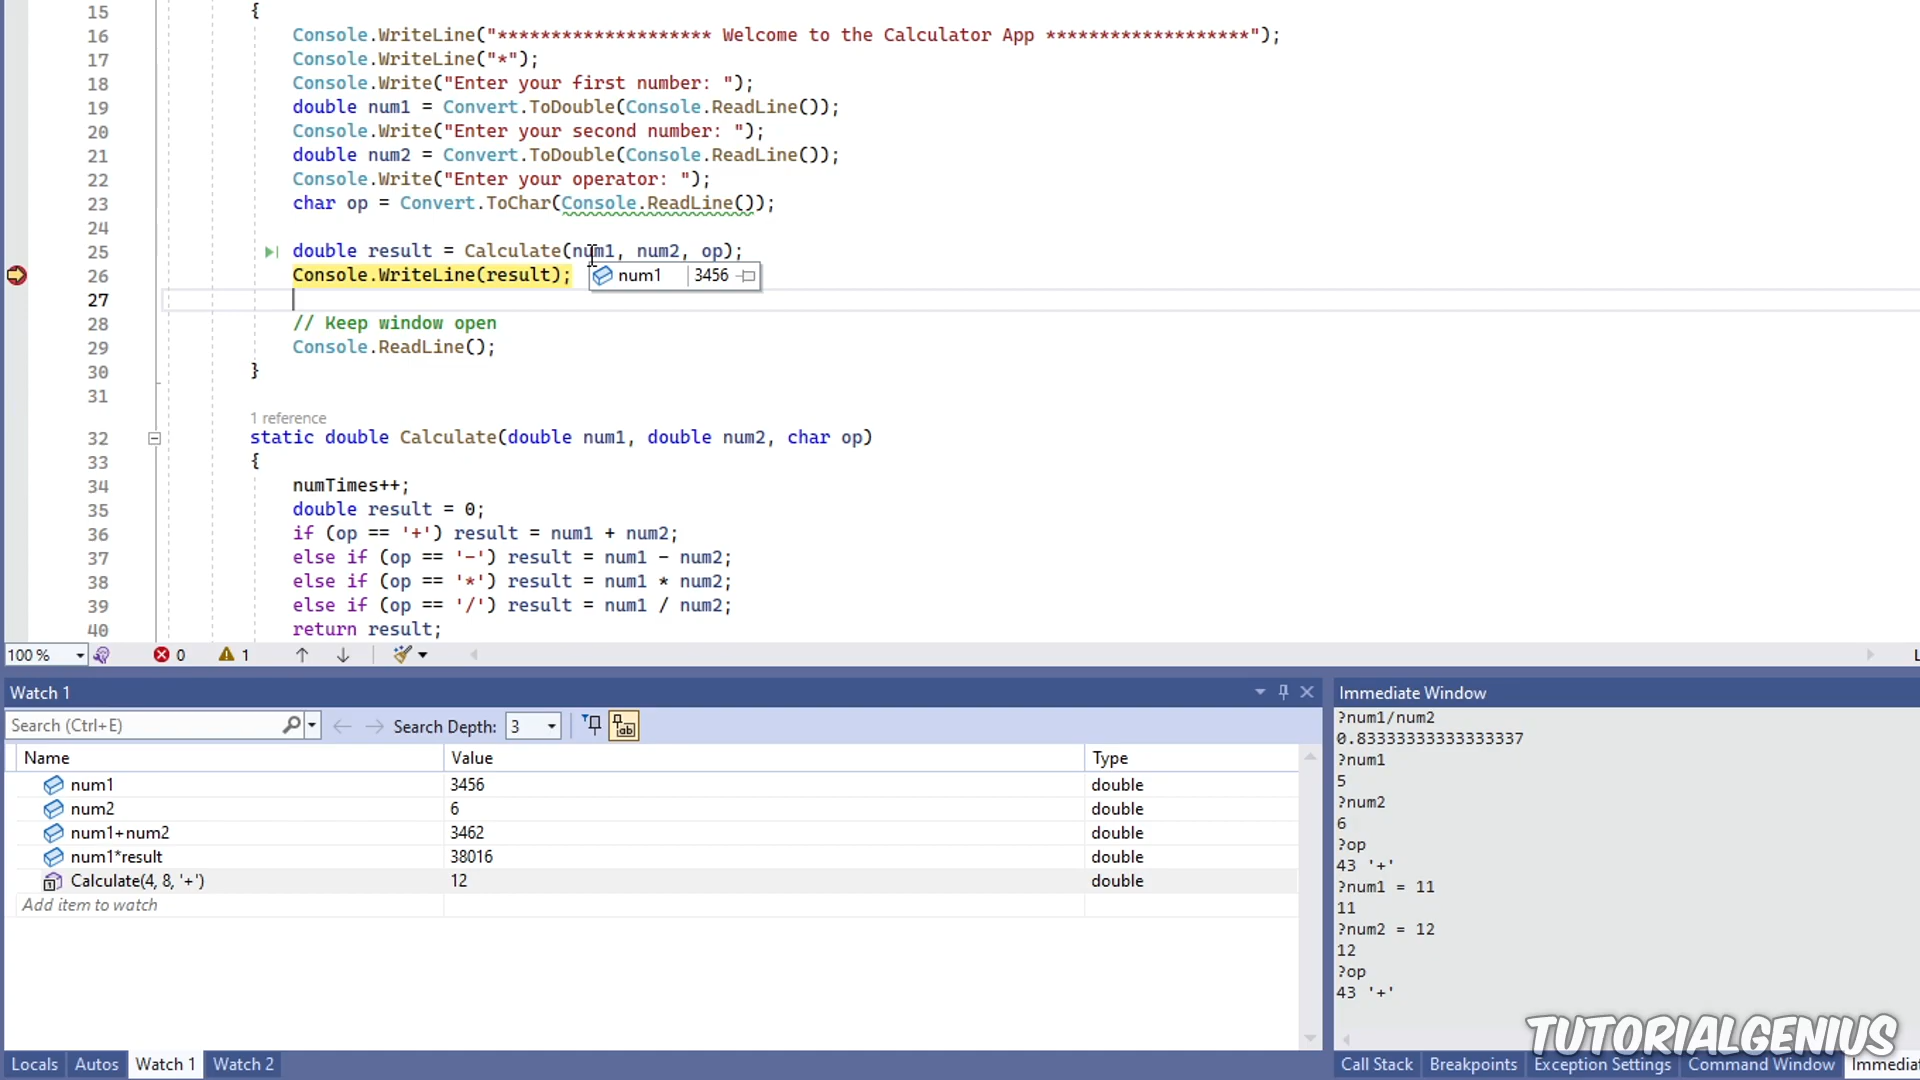 15 {
16 Console.WriteLine("******************** Welcome to the Calculator App *******************");
17 Console.WriteLine("*");
18 Console.Write("Enter your first number: ");
19 double num1 = Convert.ToDouble(Console.ReadLine());
20 Console.Write("Enter your second number: ");
21 double num2 = Convert.ToDouble(Console.ReadLine());
22 Console.Write("Enter your operator: ");
23 char op = Convert.ToChar(Console.ReadLine());
24
25 double result = Calculate(num1, num2, op);
26 Console.WriteLine(result); num1 3456
27
28 // Keep window open
29 Console.ReadLine();
30 }
31
1 reference
32 static double Calculate(double num1, double num2, char op)
33 {
34 numTimes++;
35 double result = 0;
36 if (op == '+') result = num1 + num2;
37 else if (op == '-') result = num1 - num2;
38 else if (op == '*') result = num1 * num2;
39 else if (op == '/') result = num1 / num2;
40 return result;
100 % 0 1
Watch 1
Search (Ctrl+E) Search Depth: 3
Name Value Type
num1 3456 double
num2 6 double
num1+num2 3462 double
num1*result 38016 double
Calculate(4, 8, '+') 12 double
Add item to watch
Locals Autos Watch 1 Watch 2
Immediate Window
?num1/num2
0.83333333333333337
?num1
5
?num2
6
?op
43 '+'
?num1 = 11
11
?num2 = 12
12
?op
43 '+'
TUTORIALGENIUS
Call Stack Breakpoints Exception Settings Command Window Immediat